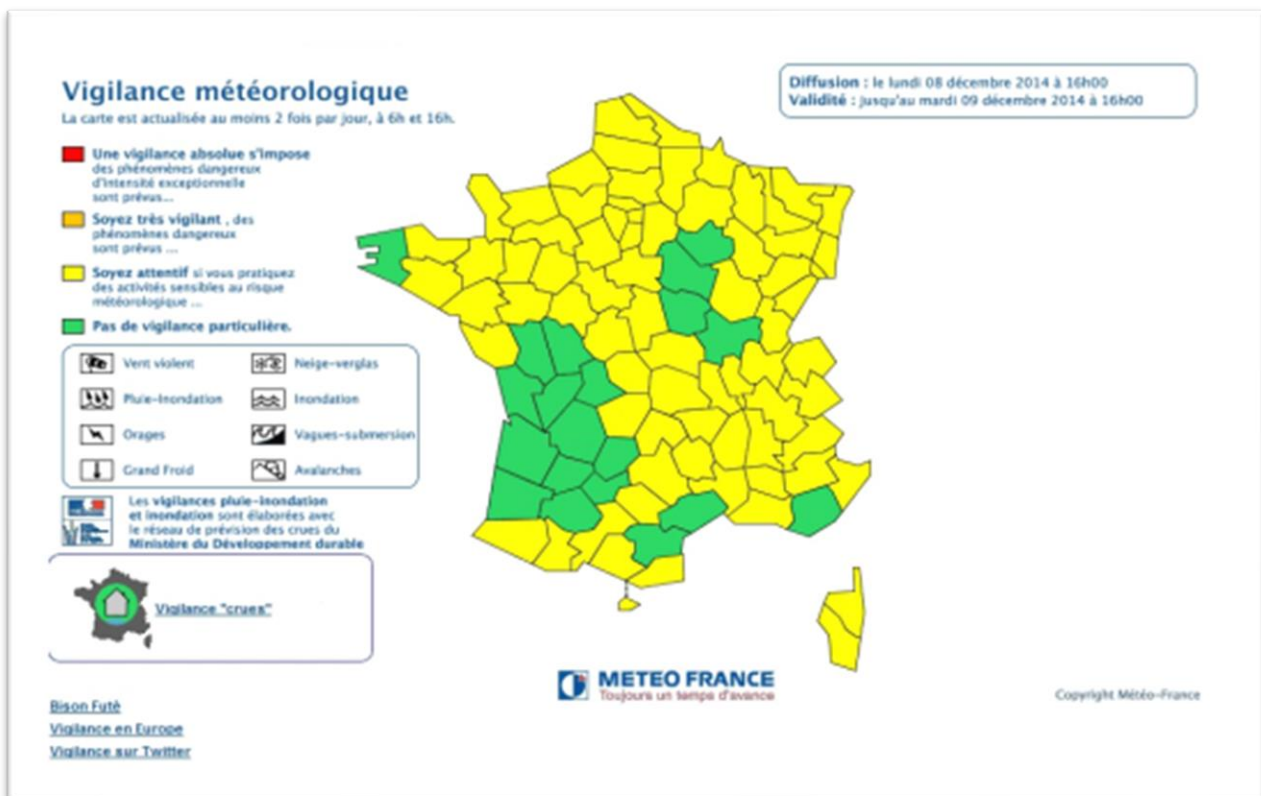 Vigilance météorologique
La carte est actualisée au moins 2 fois par jour, à 6h et 16h.
Diffusion : le lundi 08 décembre 2014 à 16h00
Validité : jusqu'au mardi 09 décembre 2014 à 16h00
Une vigilance absolue s'impose
des phénomènes dangereux
d'intensité exceptionnelle
sont prévus...
Soyez très vigilant , des
phénomènes dangereux
sont prévus ...
Soyez attentif si vous pratiquez
des activités sensibles au risque
météorologique ...
Pas de vigilance particulière.
Vent violent
Neige-verglas
Pluie-Inondation
Inondation
Orages
Vagues-submersion
Grand Froid
Avalanches
Les vigilances pluie-inondation
et inondation sont élaborées avec
le réseau de prévision des crues du
Ministère du Développement durable
Vigilance "crues"
METEO FRANCE
Toujours un temps d'avance
Copyright Météo-France
Bison Futé
Vigilance en Europe
Vigilance sur Twitter